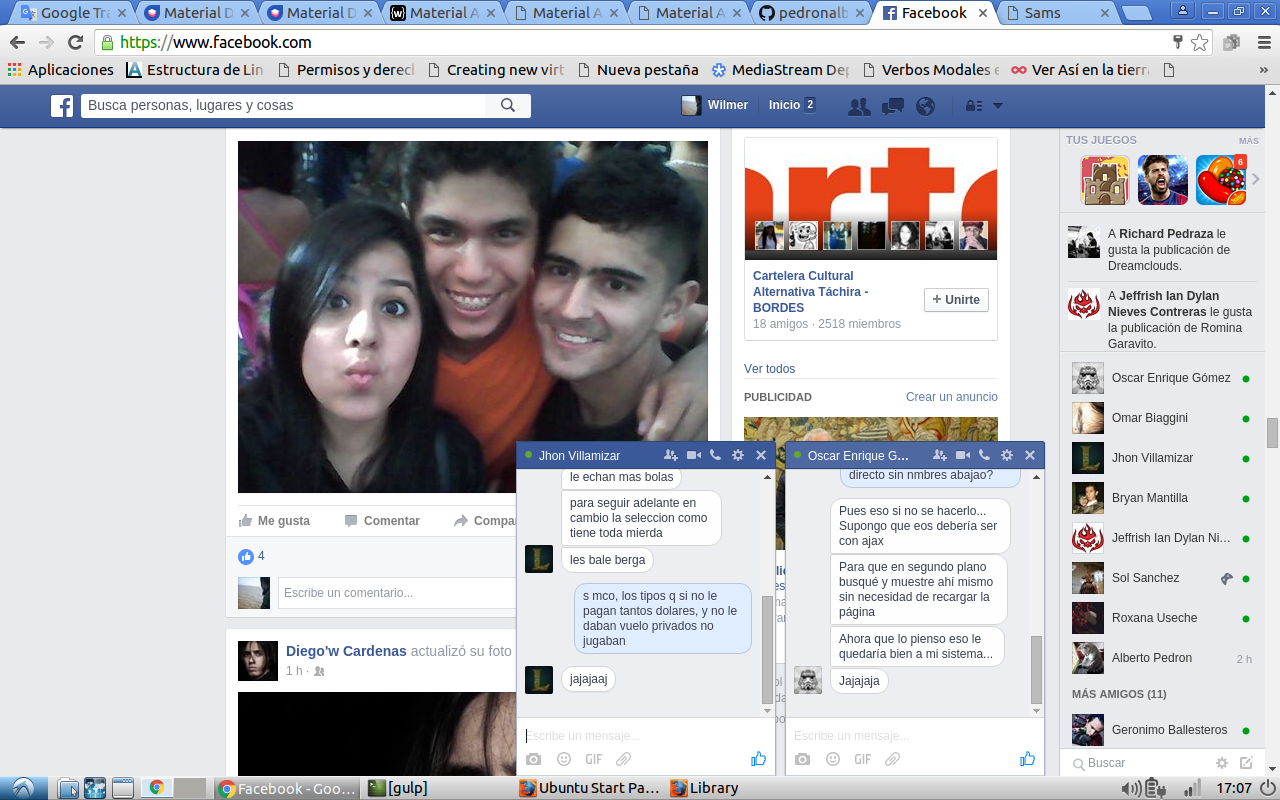 Google Tra
Material D
Material D
Material A
Material A
Material A
pedronalb
Facebook
Sams
https://www.facebook.com
Aplicaciones
Estructura de Lin
Permisos y derec
Creating new virt
Nueva pestaña
MediaStream Dep
Verbos Modales e
Ver Así en la tierra
»
Busca personas, lugares y cosas
Wilmer
Inicio 2
TUS JUEGOS
MÁS
6
arte
Cartelera Cultural
Alternativa Táchira -
BORDES
+ Unirte
18 amigos · 2518 miembros
Ver todos
PUBLICIDAD
Crear un anuncio
A Richard Pedraza le
gusta la publicación de
Dreamclouds.
A Jeffrish Ian Dylan
Nieves Contreras le gusta
la publicación de Romina
Garavito.
Oscar Enrique Gómez
Omar Biaggini
Jhon Villamizar
Bryan Mantilla
Jeffrish Ian Dylan Ni...
Sol Sanchez
Roxana Useche
Alberto Pedron
2 h
MÁS AMIGOS (11)
Geronimo Ballesteros
Buscar
Me gusta
Comentar
Compa
4
Escribe un comentario...
Diego'w Cardenas actualizó su foto
1 h ·
Jhon Villamizar
le echan mas bolas
para seguir adelante en
cambio la seleccion como
tiene toda mierda
les bale berga
s mco, los tipos q si no le
pagan tantos dolares, y no le
daban vuelo privados no
jugaban
jajajaaj
Escribe un mensaje...
GIF
Oscar Enrique G...
directo sin nmbres abajao?
Pues eso si no se hacerlo...
Supongo que eos debería ser
con ajax
Para que en segundo plano
busqué y muestre ahí mismo
sin necesidad de recargar la
página
Ahora que lo pienso eso le
quedaría bien a mi sistema...
Jajajaja
Escribe un mensaje...
GIF
Facebook - Goo...
[gulp]
Ubuntu Start Pa...
Library
17:07